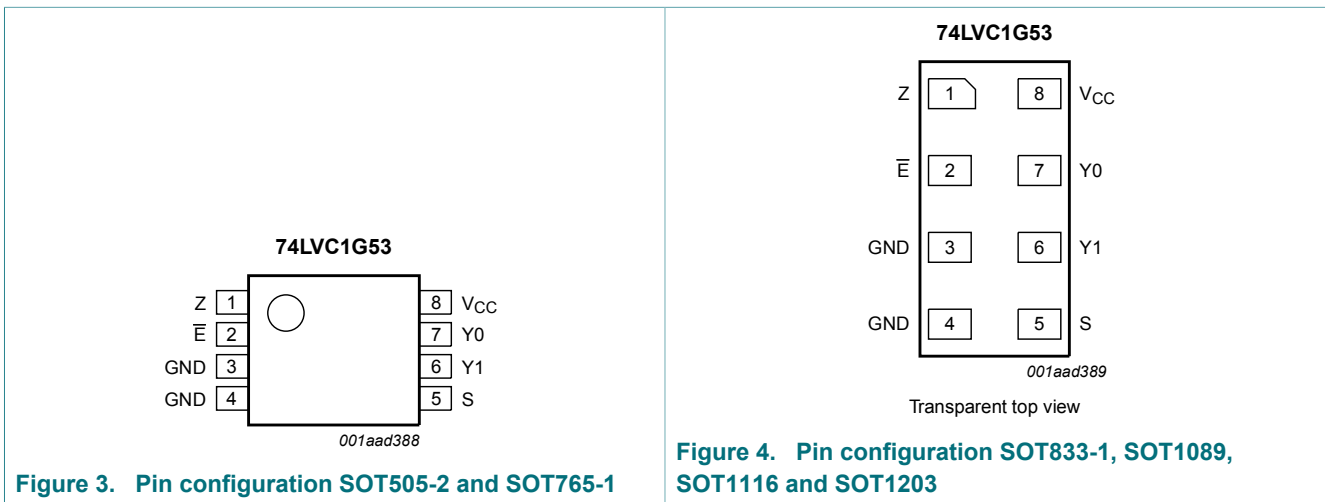 74LVC1G53
Z 1 8 VCC
E̅ 2 7 Y0
GND 3 6 Y1
GND 4 5 S
001aad388
Figure 3. Pin configuration SOT505-2 and SOT765-1
74LVC1G53
Z 1 8 VCC
E̅ 2 7 Y0
GND 3 6 Y1
GND 4 5 S
001aad389
Transparent top view
Figure 4. Pin configuration SOT833-1, SOT1089,
SOT1116 and SOT1203